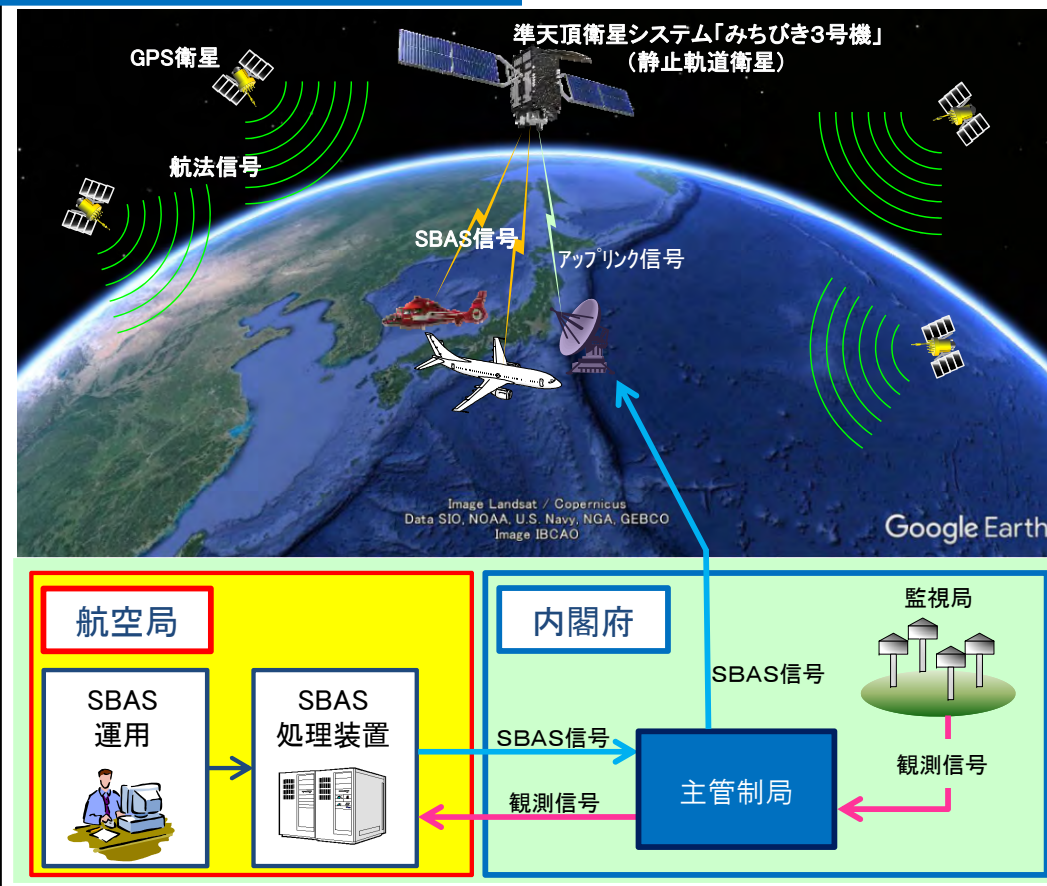 準天頂衛星システム「みちびき3号機」
（静止軌道衛星）
GPS衛星
航法信号
SBAS信号
アップリンク信号
Image Landsat / Copernicus
Data SIO, NOAA, U.S. Navy, NGA, GEBCO
Image IBCAO
Google Earth
航空局
内閣府
監視局
SBAS
運用
SBAS
処理装置
SBAS信号
SBAS信号
観測信号
主管制局
観測信号